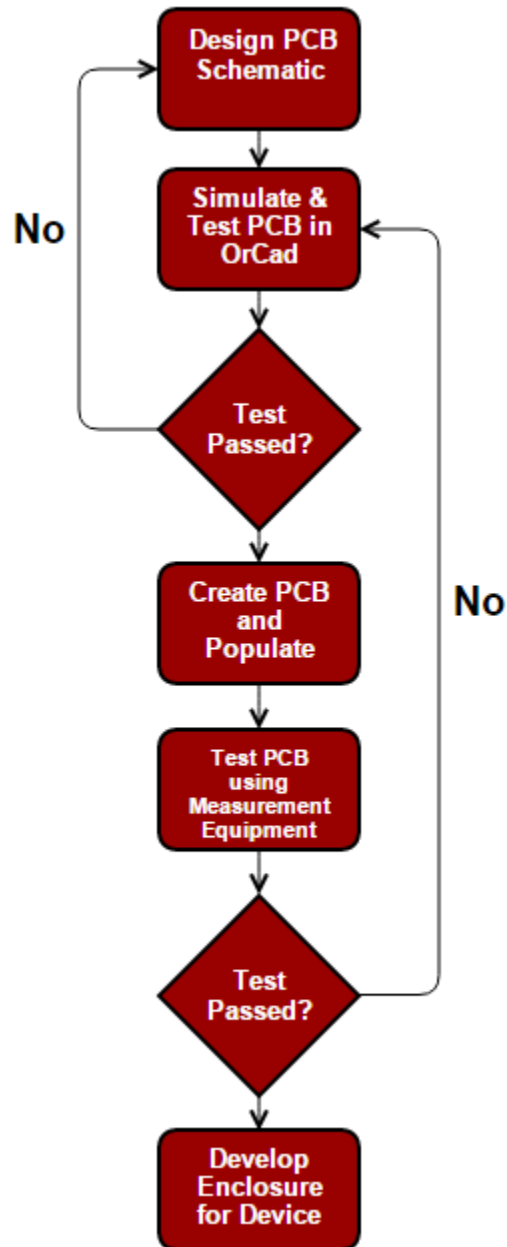 Design PCB
Schematic
No
Simulate &
Test PCB in
OrCad
Test
Passed?
Create PCB
and
Populate
No
Test PCB
using
Measurement
Equipment
Test
Passed?
Develop
Enclosure
for Device